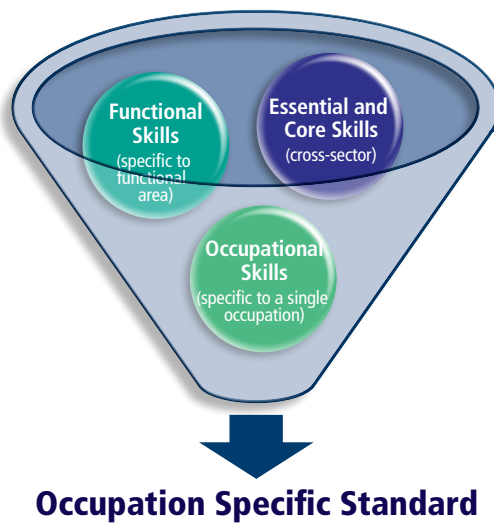 Functional
Skills
(specific to
functional
area)
Essential and
Core Skills
(cross-sector)
Occupational
Skills
(specific to a single
occupation)
Occupation Specific Standard